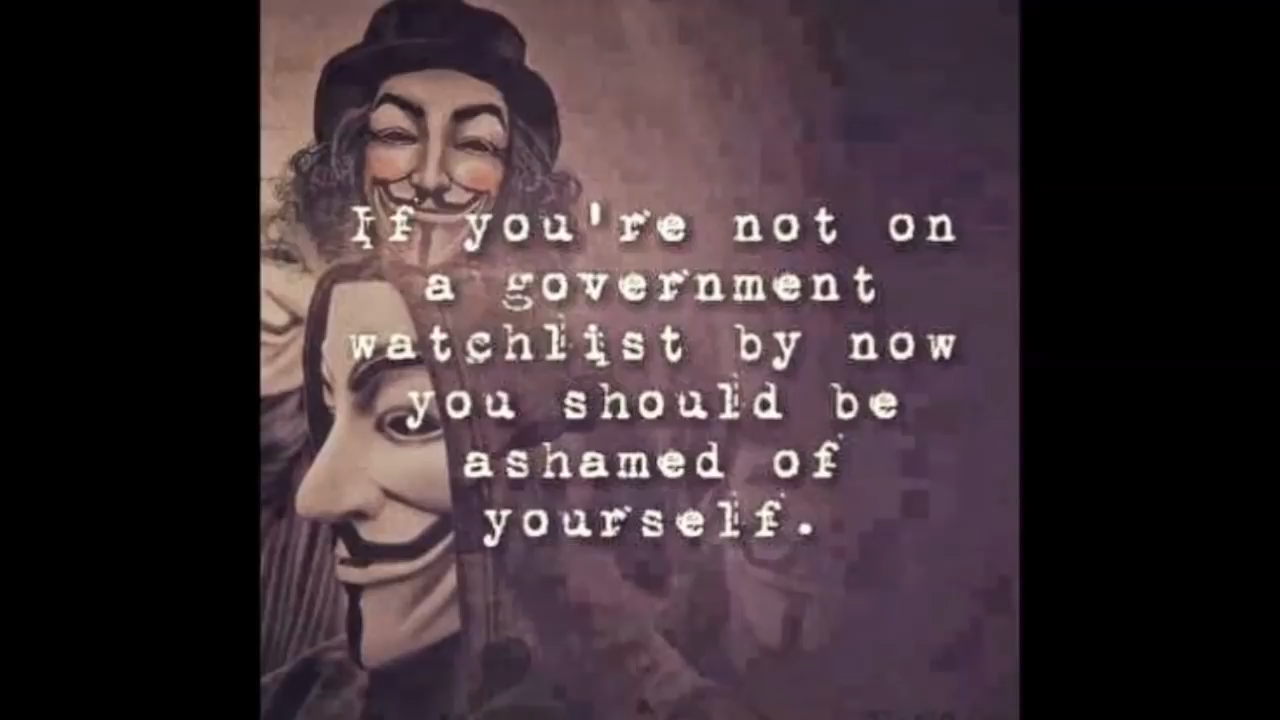 If you're not on
a government
watchlist by now
you should be
ashamed of
yourself.